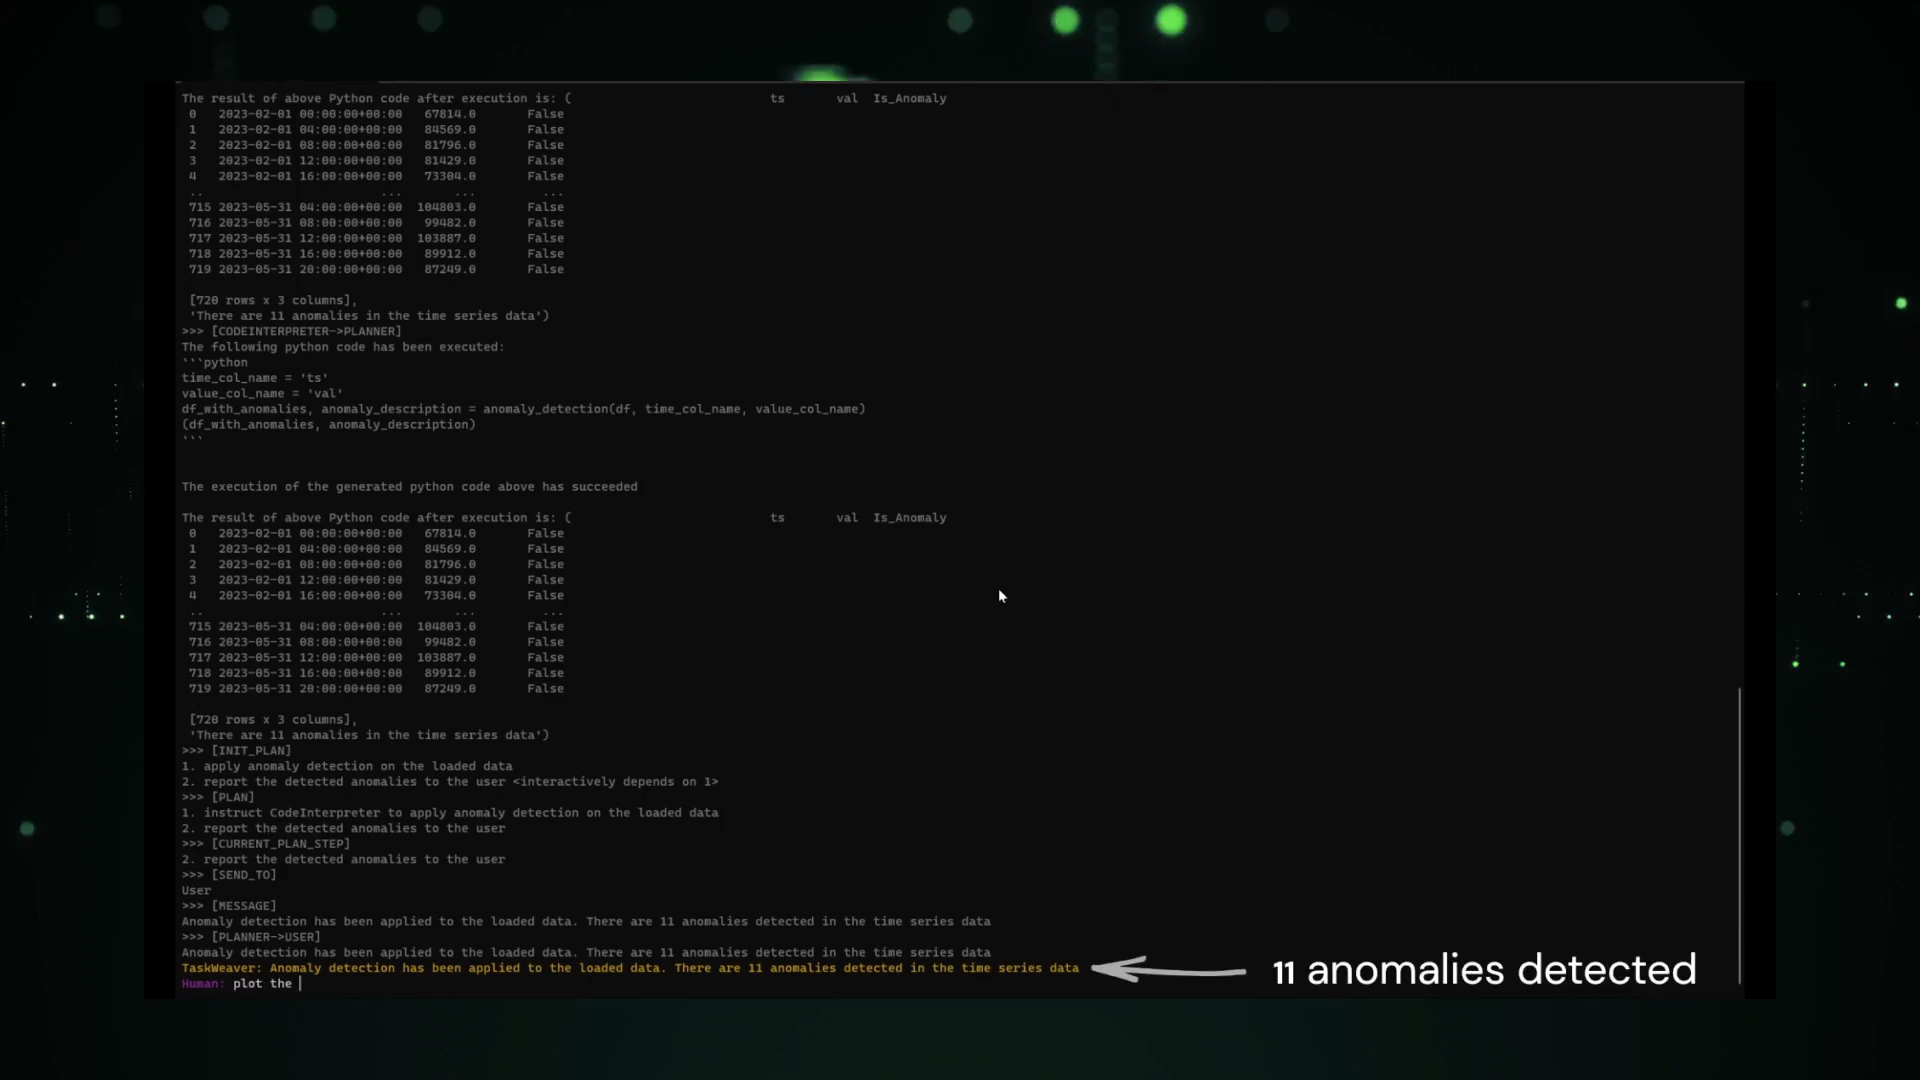 The result of above Python code after execution is: (                           ts       val  Is_Anomaly
0   2023-02-01 00:00:00+00:00   67814.0       False
1   2023-02-01 04:00:00+00:00   84569.0       False
2   2023-02-01 08:00:00+00:00   81796.0       False
3   2023-02-01 12:00:00+00:00   81429.0       False
4   2023-02-01 16:00:00+00:00   73304.0       False
..                        ...       ...         ...
715 2023-05-31 04:00:00+00:00  104803.0       False
716 2023-05-31 08:00:00+00:00   99482.0       False
717 2023-05-31 12:00:00+00:00  103887.0       False
718 2023-05-31 16:00:00+00:00   89912.0       False
719 2023-05-31 20:00:00+00:00   87249.0       False
[720 rows x 3 columns],
'There are 11 anomalies in the time series data')
>>> [CODEINTERPRETER->PLANNER]
The following python code has been executed:
```python
time_col_name = 'ts'
value_col_name = 'val'
df_with_anomalies, anomaly_description = anomaly_detection(df, time_col_name, value_col_name)
(df_with_anomalies, anomaly_description)
```
The execution of the generated python code above has succeeded
The result of above Python code after execution is: (                           ts       val  Is_Anomaly
0   2023-02-01 00:00:00+00:00   67814.0       False
1   2023-02-01 04:00:00+00:00   84569.0       False
2   2023-02-01 08:00:00+00:00   81796.0       False
3   2023-02-01 12:00:00+00:00   81429.0       False
4   2023-02-01 16:00:00+00:00   73304.0       False
..                        ...       ...         ...
715 2023-05-31 04:00:00+00:00  104803.0       False
716 2023-05-31 08:00:00+00:00   99482.0       False
717 2023-05-31 12:00:00+00:00  103887.0       False
718 2023-05-31 16:00:00+00:00   89912.0       False
719 2023-05-31 20:00:00+00:00   87249.0       False
[720 rows x 3 columns],
'There are 11 anomalies in the time series data')
>>> [INIT_PLAN]
1. apply anomaly detection on the loaded data
2. report the detected anomalies to the user <interactively depends on 1>
>>> [PLAN]
1. instruct CodeInterpreter to apply anomaly detection on the loaded data
2. report the detected anomalies to the user
>>> [CURRENT_PLAN_STEP]
2. report the detected anomalies to the user
>>> [SEND_TO]
User
>>> [MESSAGE]
Anomaly detection has been applied to the loaded data. There are 11 anomalies detected in the time series data
>>> [PLANNER->USER]
Anomaly detection has been applied to the loaded data. There are 11 anomalies detected in the time series data
TaskWeaver: Anomaly detection has been applied to the loaded data. There are 11 anomalies detected in the time series data
11 anomalies detected
Human: plot the